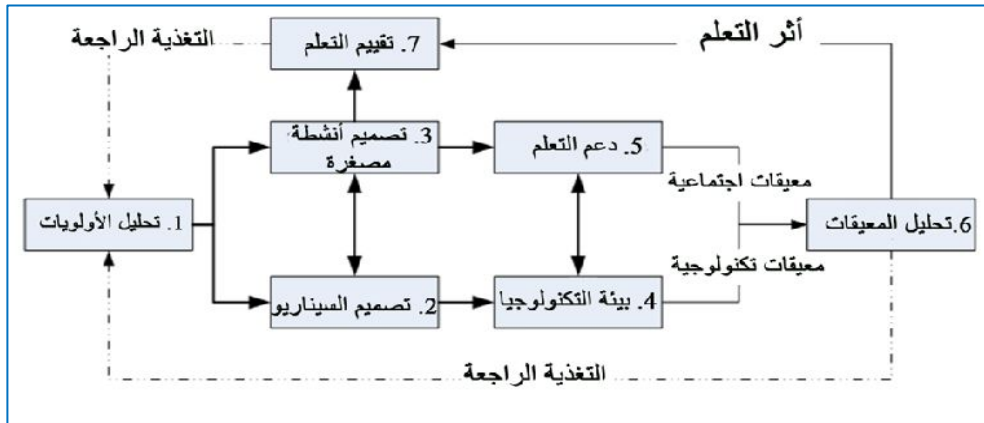 أثر التعلم
7. تقييم التعلم
التغذية الراجعة
3. تصميم أنشطة
مصغرة
5. دعم التعلم
معيقات اجتماعية
1. تحليل الأولويات
6.تحليل المعيقات
معيقات تكنولوجية
2. تصميم السيناريو
4. بيئة التكنولوجيا
التغذية الراجعة